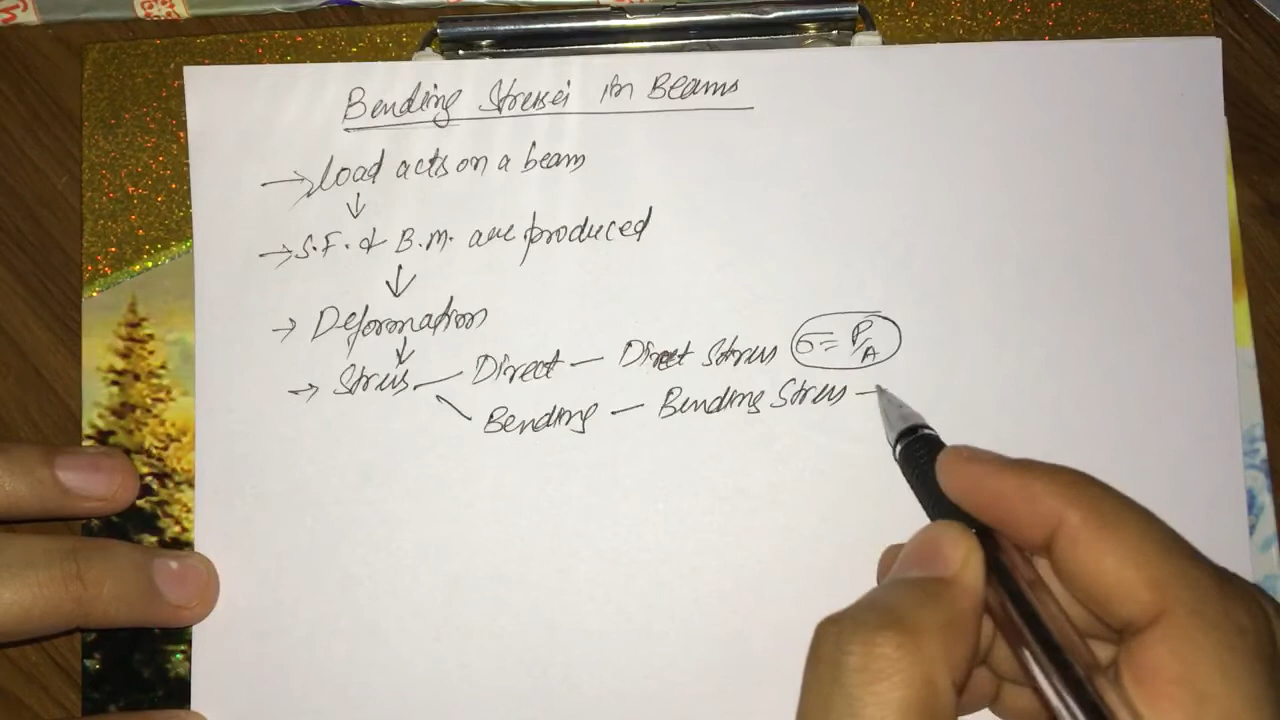 Bending Stresses in Beams
→ load acts on a beam
↓
→ S.F. & B.M. are produced
↓
→ Deformation
↓
→ Stress — Direct — Direct Stress σ = P/A
Bending — Bending Stress —